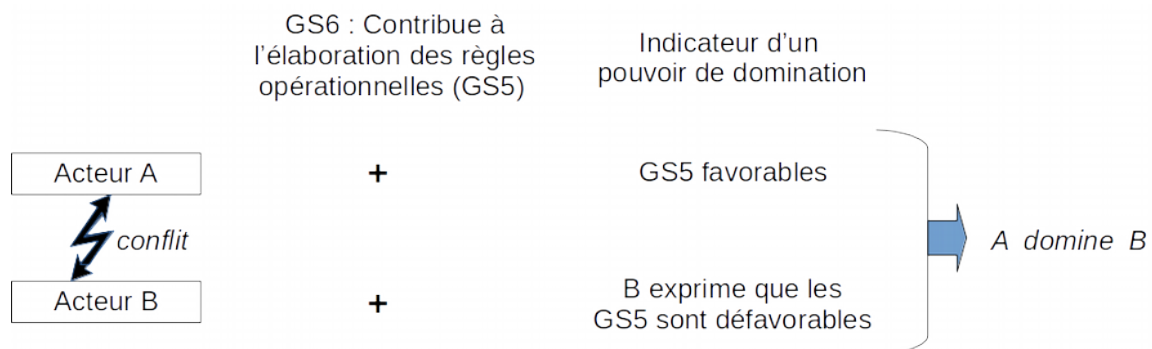 GS6 : Contribue à
l’élaboration des règles
opérationnelles (GS5)
Indicateur d’un
pouvoir de domination
Acteur A
+
GS5 favorables
conflit
A domine B
Acteur B
+
B exprime que les
GS5 sont défavorables